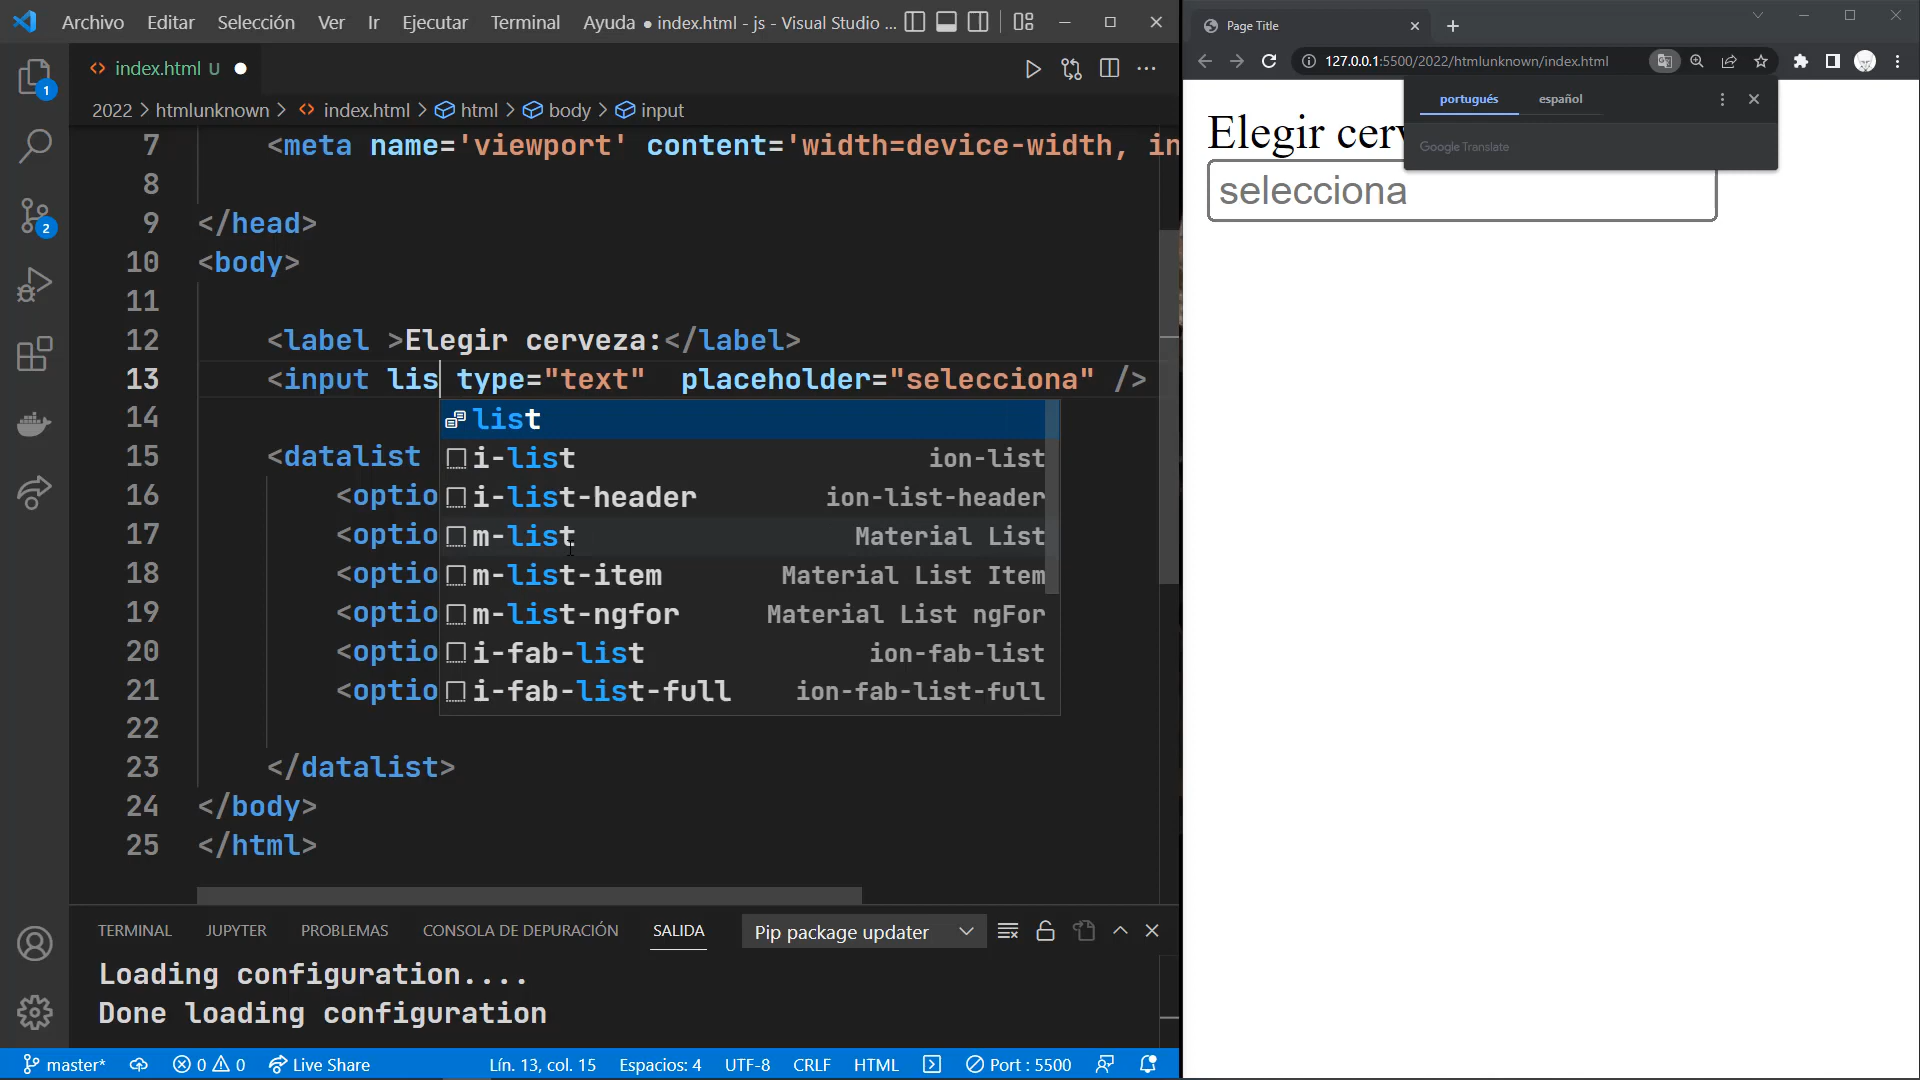 Archivo Editar Selección Ver Ir Ejecutar Terminal Ayuda ● index.html - js - Visual Studio ...
index.html U
2022 > htmlunknown > index.html > html > body > input
7 <meta name='viewport' content='width=device-width, in
8
9 </head>
10 <body>
11
12 <label >Elegir cerveza:</label>
13 <input lis type="text"  placeholder="selecciona" />
14 list
i-list ion-list
15 <datalist
16 <optio i-list-header ion-list-header
17 <optio m-list Material List
18 <optio m-list-item Material List Item
19 <optio m-list-ngfor Material List ngFor
20 <optio i-fab-list ion-fab-list
21 <optio i-fab-list-full ion-fab-list-full
22
23 </datalist>
24 </body>
25 </html>
TERMINAL JUPYTER PROBLEMAS CONSOLA DE DEPURACIÓN SALIDA Pip package updater
Loading configuration....
Done loading configuration
master* 0 0 Live Share Lín. 13, col. 15 Espacios: 4 UTF-8 CRLF HTML Port : 5500
1
2
Page Title
127.0.0.1:5500/2022/htmlunknown/index.html
portugués español
Google Translate
Elegir cerv
selecciona